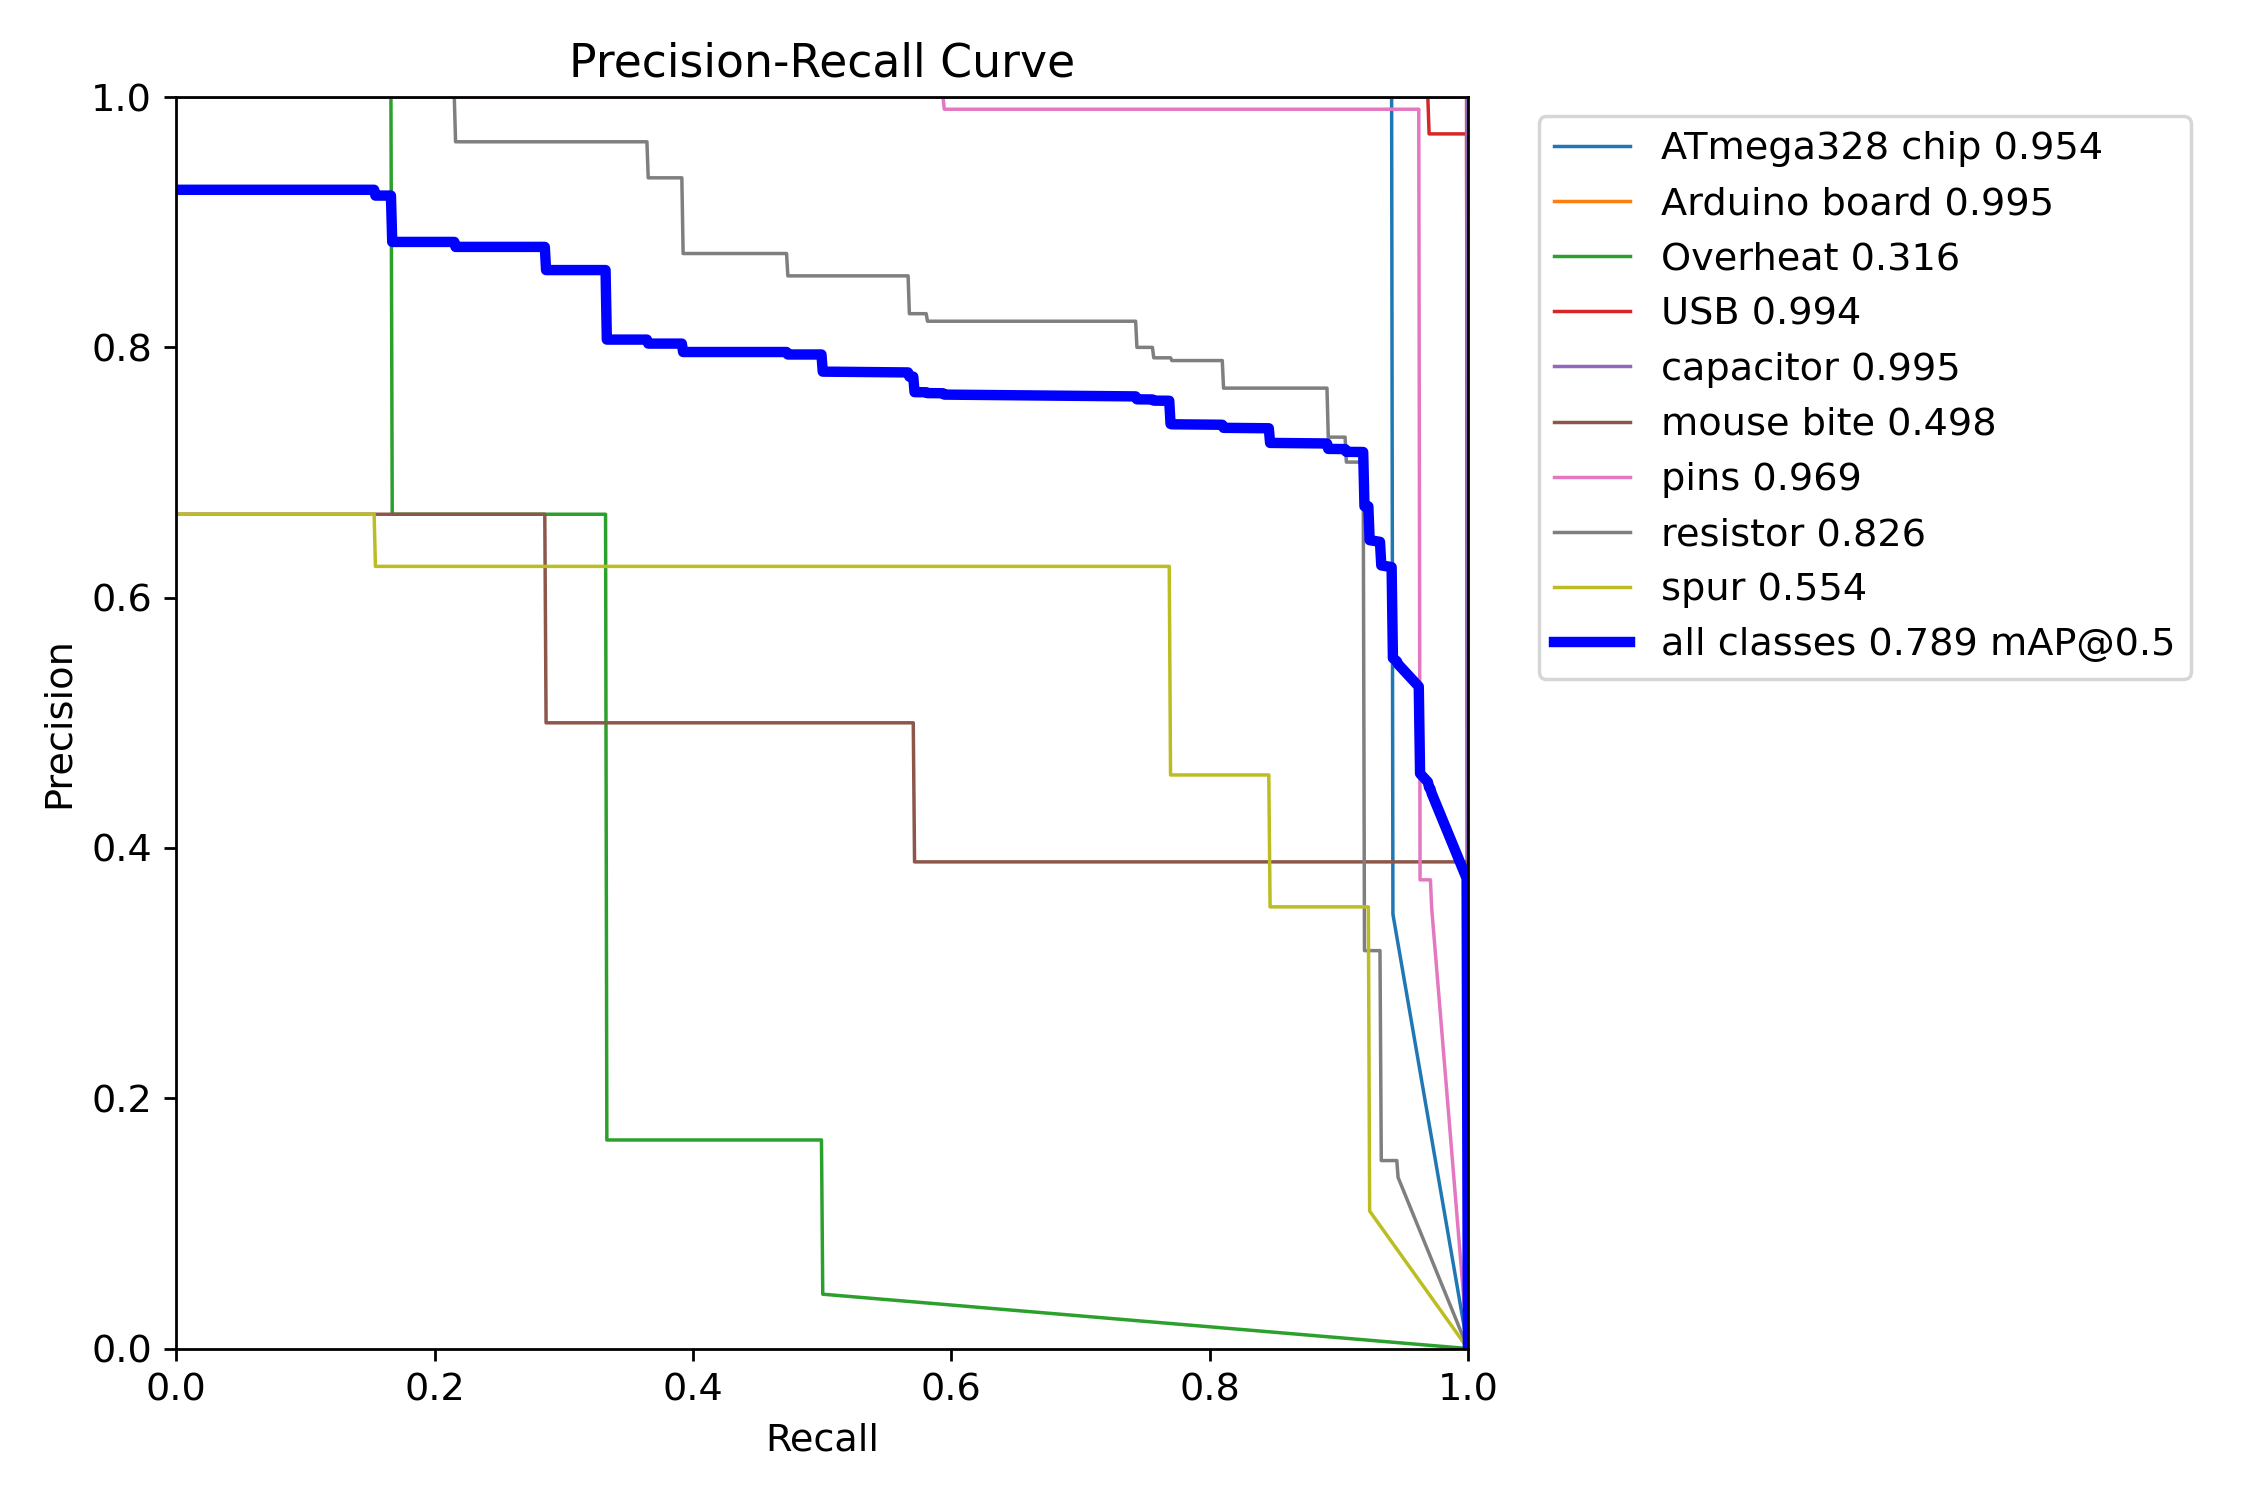 Precision-Recall Curve
1.0
0.8
0.6
0.4
0.2
0.0
Precision
0.0 0.2 0.4 0.6 0.8 1.0
Recall
ATmega328 chip 0.954
Arduino board 0.995
Overheat 0.316
USB 0.994
capacitor 0.995
mouse bite 0.498
pins 0.969
resistor 0.826
spur 0.554
all classes 0.789 mAP@0.5